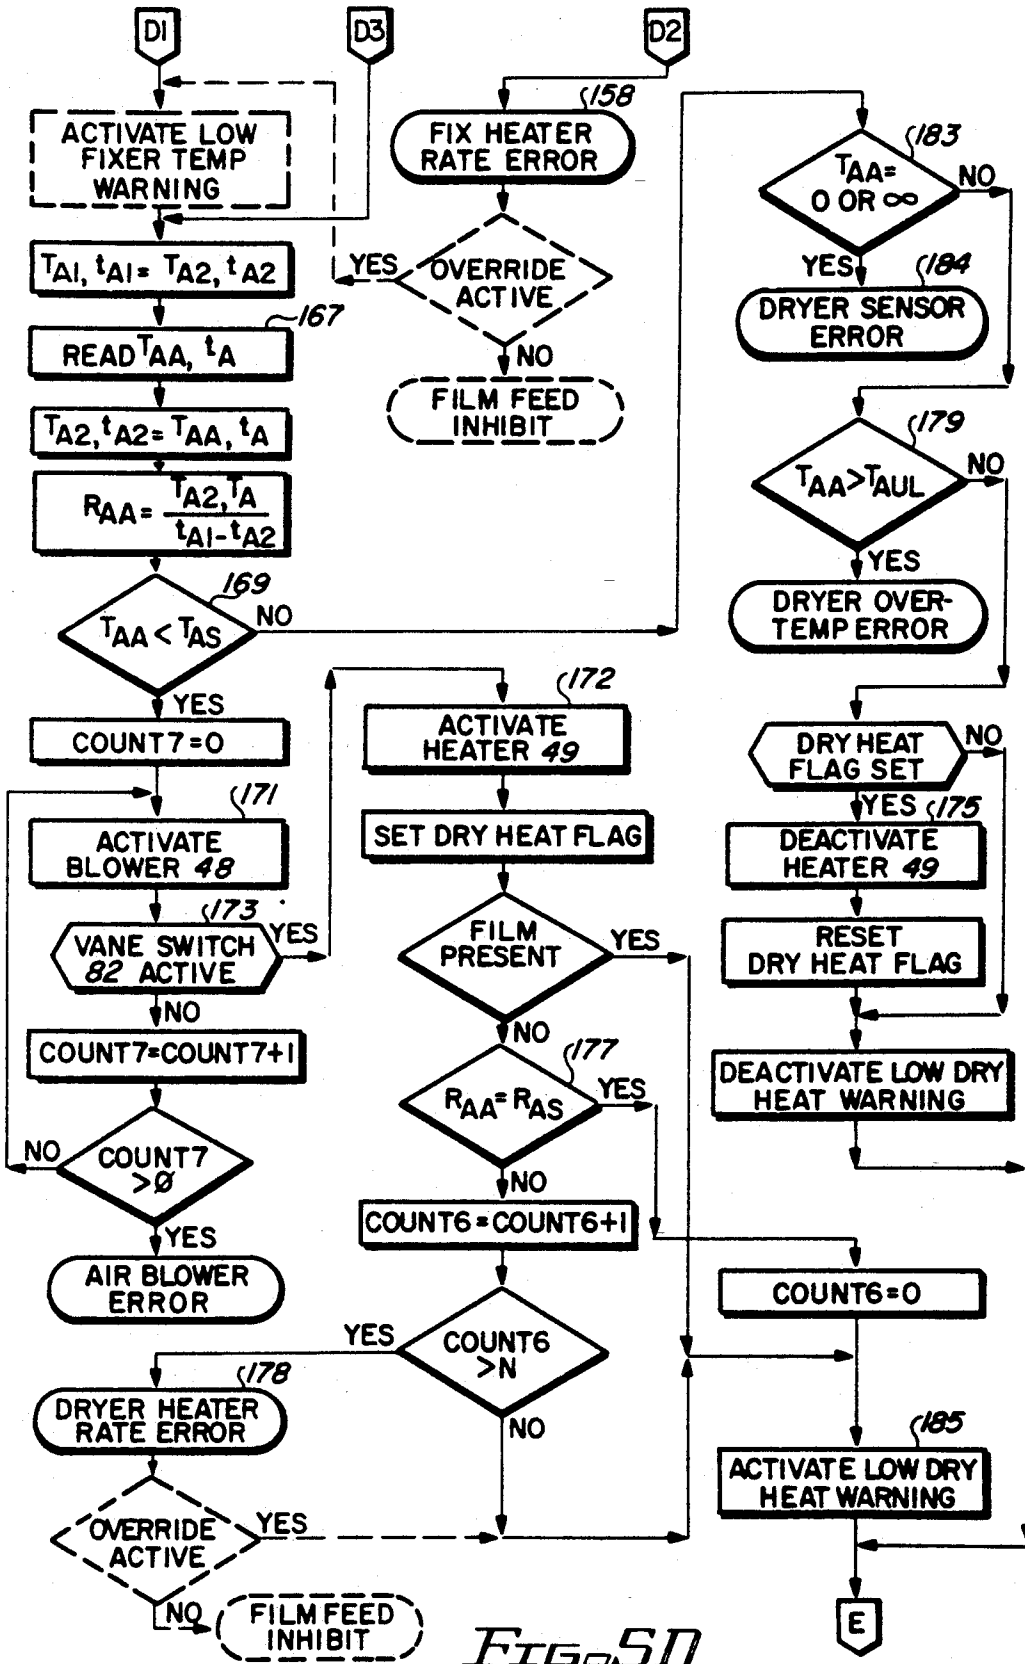 D1
D3
D2
ACTIVATE LOW
FIXER TEMP
WARNING
TA1, tA1 = TA2, tA2
167
READ TAA, tA
TA2, tA2 = TAA, tA
RAA = TA2, TA
tA1 - tA2
169
TAA < TAS
NO
YES
COUNT7 = 0
171
ACTIVATE
BLOWER 48
173
VANE SWITCH
82 ACTIVE
YES
NO
COUNT7=COUNT7+1
COUNT7
>Ø
NO
YES
AIR BLOWER
ERROR
158
FIX HEATER
RATE ERROR
OVERRIDE
ACTIVE
YES
NO
FILM FEED
INHIBIT
172
ACTIVATE
HEATER 49
SET DRY HEAT FLAG
FILM
PRESENT
YES
NO
177
RAA = RAS
YES
NO
COUNT6 = COUNT6+1
COUNT6
>N
YES
NO
178
DRYER HEATER
RATE ERROR
OVERRIDE
ACTIVE
YES
NO
FILM FEED
INHIBIT
183
TAA =
0 OR ∞
NO
YES
184
DRYER SENSOR
ERROR
179
TAA > TAUL
NO
YES
DRYER OVER-
TEMP ERROR
DRY HEAT
FLAG SET
NO
YES
175
DEACTIVATE
HEATER 49
RESET
DRY HEAT FLAG
DEACTIVATE LOW DRY
HEAT WARNING
COUNT6 = 0
185
ACTIVATE LOW DRY
HEAT WARNING
E
FIG. 5D